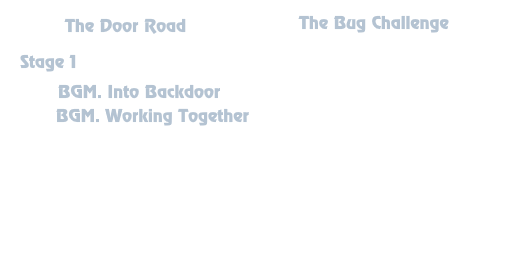 The Door Road
The Bug Challenge
Stage 1
BGM. Into Backdoor
BGM. Working Together